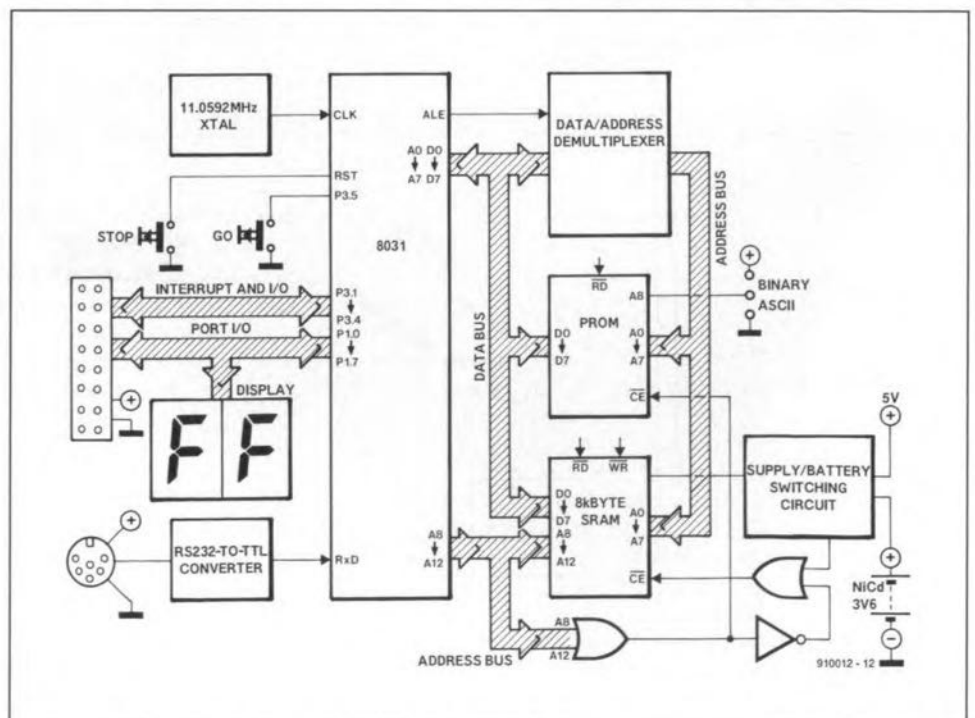 11.0592MHz
XTAL
CLK
ALE
DATA/ADDRESS
DEMULTIPLEXER
A0 D0
A7 D7
RST
P3.5
STOP
GO
8031
ADDRESS BUS
RD
BINARY
ASCII
A8
PROM
INTERRUPT AND I/O
P3.1
P3.4
PORT I/O
P1.0
P1.7
DATA BUS
D0
D7
A0
A7
CE
DISPLAY
FF
5V
RD
WR
SUPPLY/BATTERY
SWITCHING
CIRCUIT
D0
D7
8kBYTE
SRAM
A0
A7
A8
A12
A8
A12
RS232-TO-TTL
CONVERTER
RxD
CE
NiCd
3V6
A8
A12
ADDRESS BUS
910012 - 12